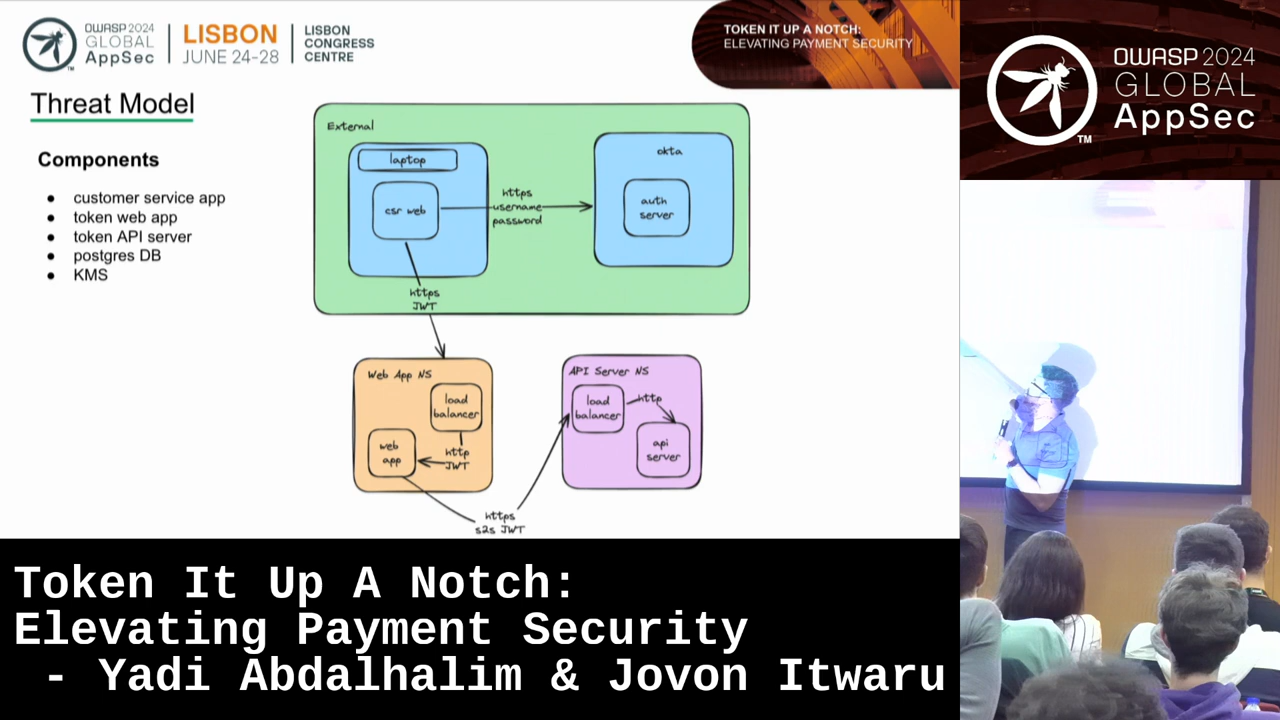 OWASP 2024
GLOBAL
AppSec
TM
LISBON
JUNE 24-28
LISBON
CONGRESS
CENTRE
TOKEN IT UP A NOTCH:
ELEVATING PAYMENT SECURITY
OWASP 2024
GLOBAL
AppSec
TM
Threat Model
Components
• customer service app
• token web app
• token API server
• postgres DB
• KMS
External
laptop
csr web
https
username
password
okta
auth
server
https
JWT
Web App NS
load
balancer
web
app
http
JWT
https
s2s JWT
API Server NS
load
balancer
http
api
server
Token It Up A Notch:
Elevating Payment Security
- Yadi Abdalhalim & Jovon Itwaru